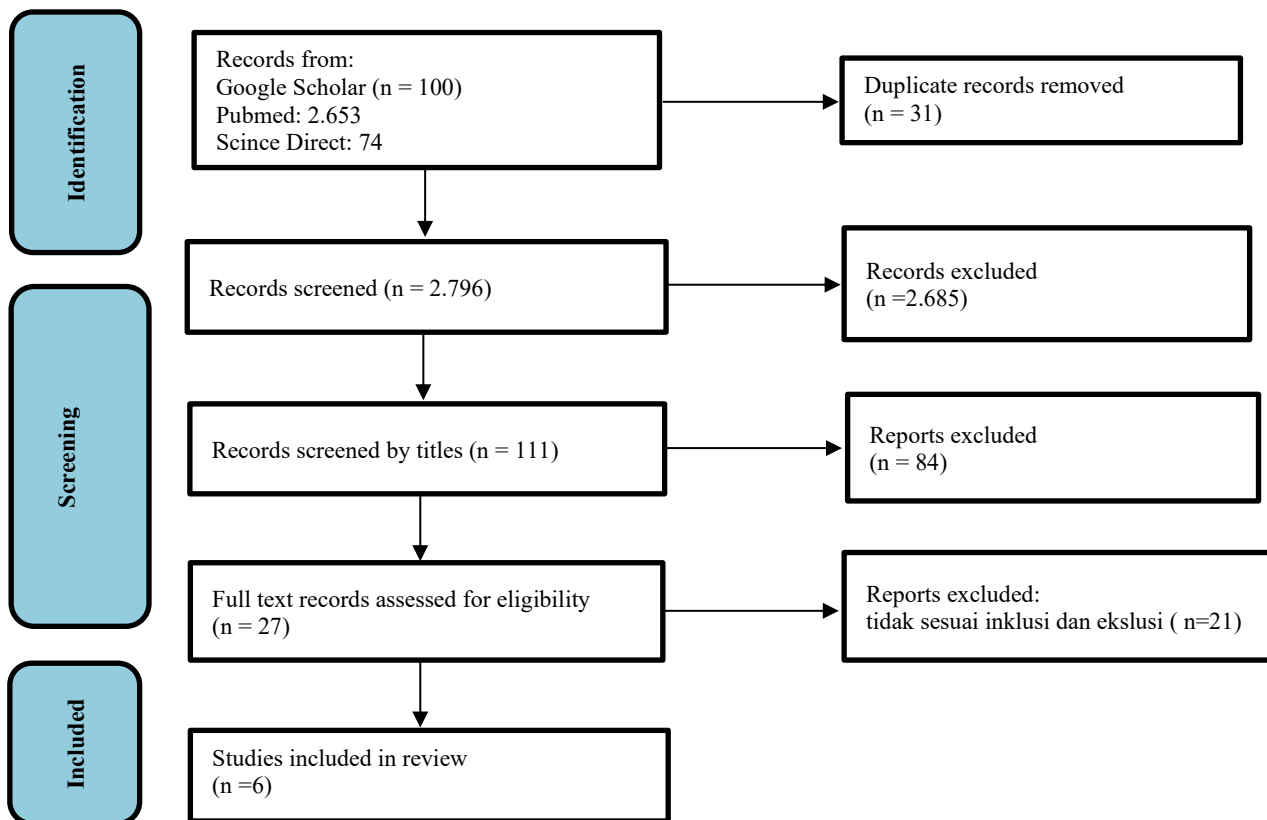 Identification
Records from:
Google Scholar (n = 100)
Pubmed: 2.653
Scince Direct: 74
Duplicate records removed
(n = 31)
Screening
Records screened (n = 2.796)
Records excluded
(n =2.685)
Records screened by titles (n = 111)
Reports excluded
(n = 84)
Full text records assessed for eligibility
(n = 27)
Reports excluded:
tidak sesuai inklusi dan ekslusi ( n=21)
Included
Studies included in review
(n =6)